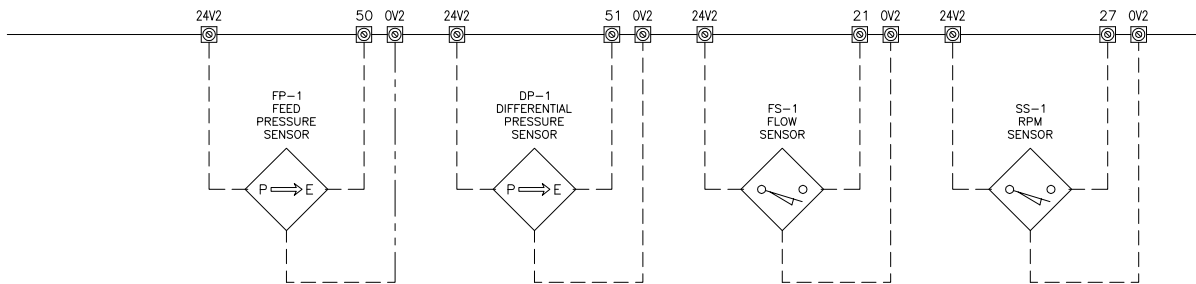 24V2 50 0V2 24V2 51 0V2 24V2 21 0V2 24V2 27 0V2
FP-1
FEED
PRESSURE
SENSOR
DP-1
DIFFERENTIAL
PRESSURE
SENSOR
FS-1
FLOW
SENSOR
SS-1
RPM
SENSOR
P E
P E